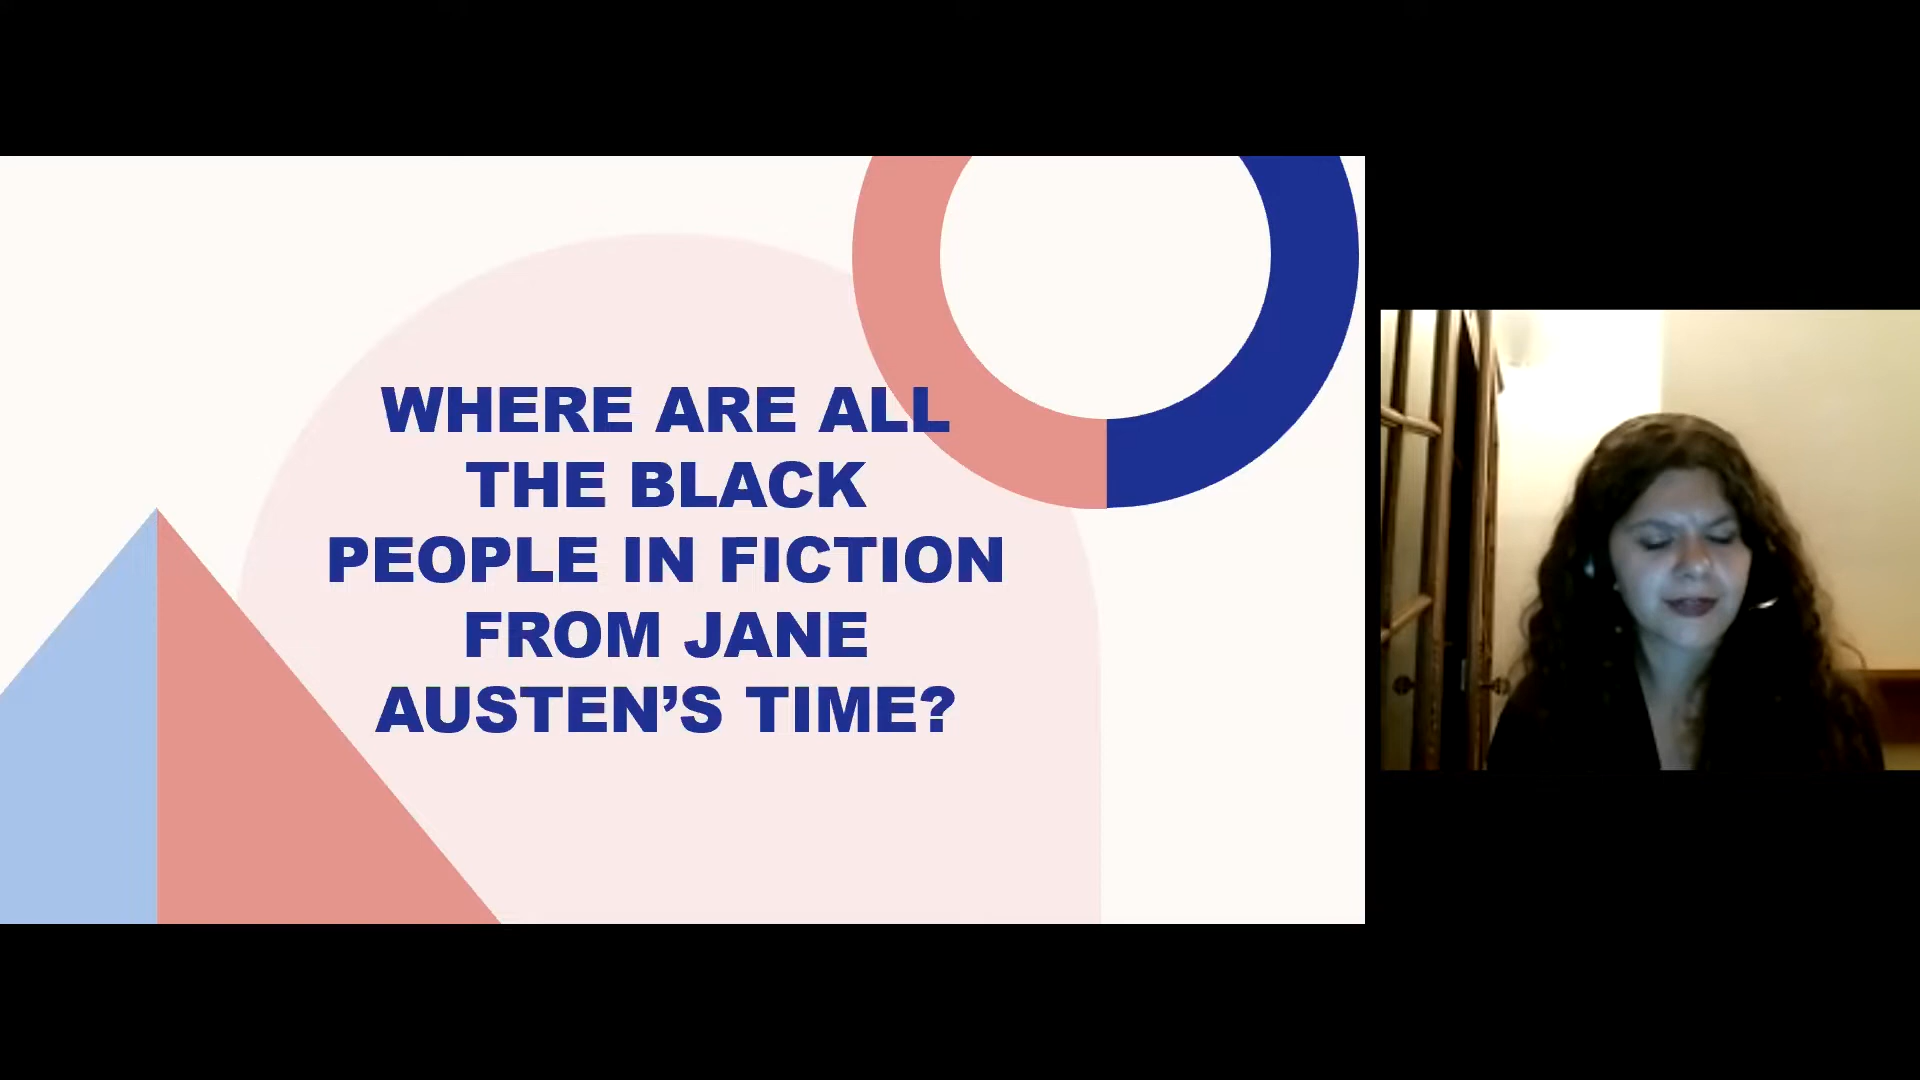 WHERE ARE ALL
THE BLACK
PEOPLE IN FICTION
FROM JANE
AUSTEN’S TIME?